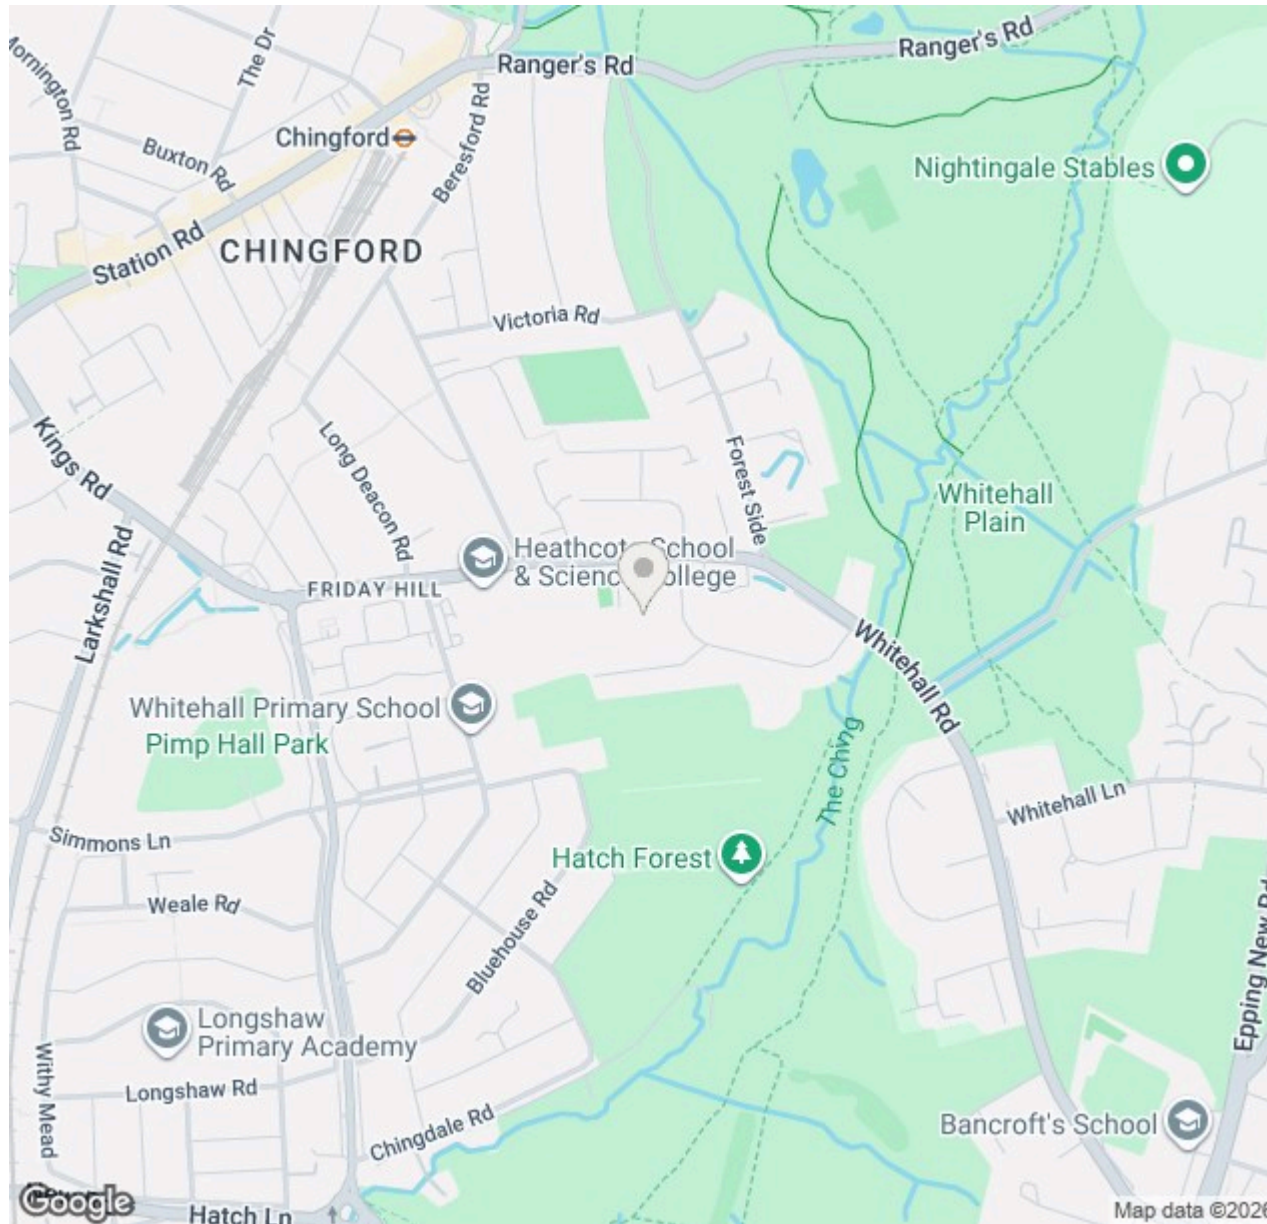 Mornington Rd
The Dr
Ranger's Rd
Ranger's Rd
Chingford
Buxton Rd
Beresford Rd
Nightingale Stables
Station Rd
CHINGFORD
Victoria Rd
Kings Rd
Long Deacon Rd
Forest Side
Whitehall
Plain
Larkshall Rd
Heathcote School
& Science College
FRIDAY HILL
Whitehall Rd
Whitehall Primary School
Pimp Hall Park
The Ching
Whitehall Ln
Simmons Ln
Hatch Forest
Weale Rd
Bluehouse Rd
Epping New Rd
Longshaw
Primary Academy
Withy Mead
Longshaw Rd
Chingdale Rd
Bancroft's School
Google
Hatch Ln
Map data ©2026